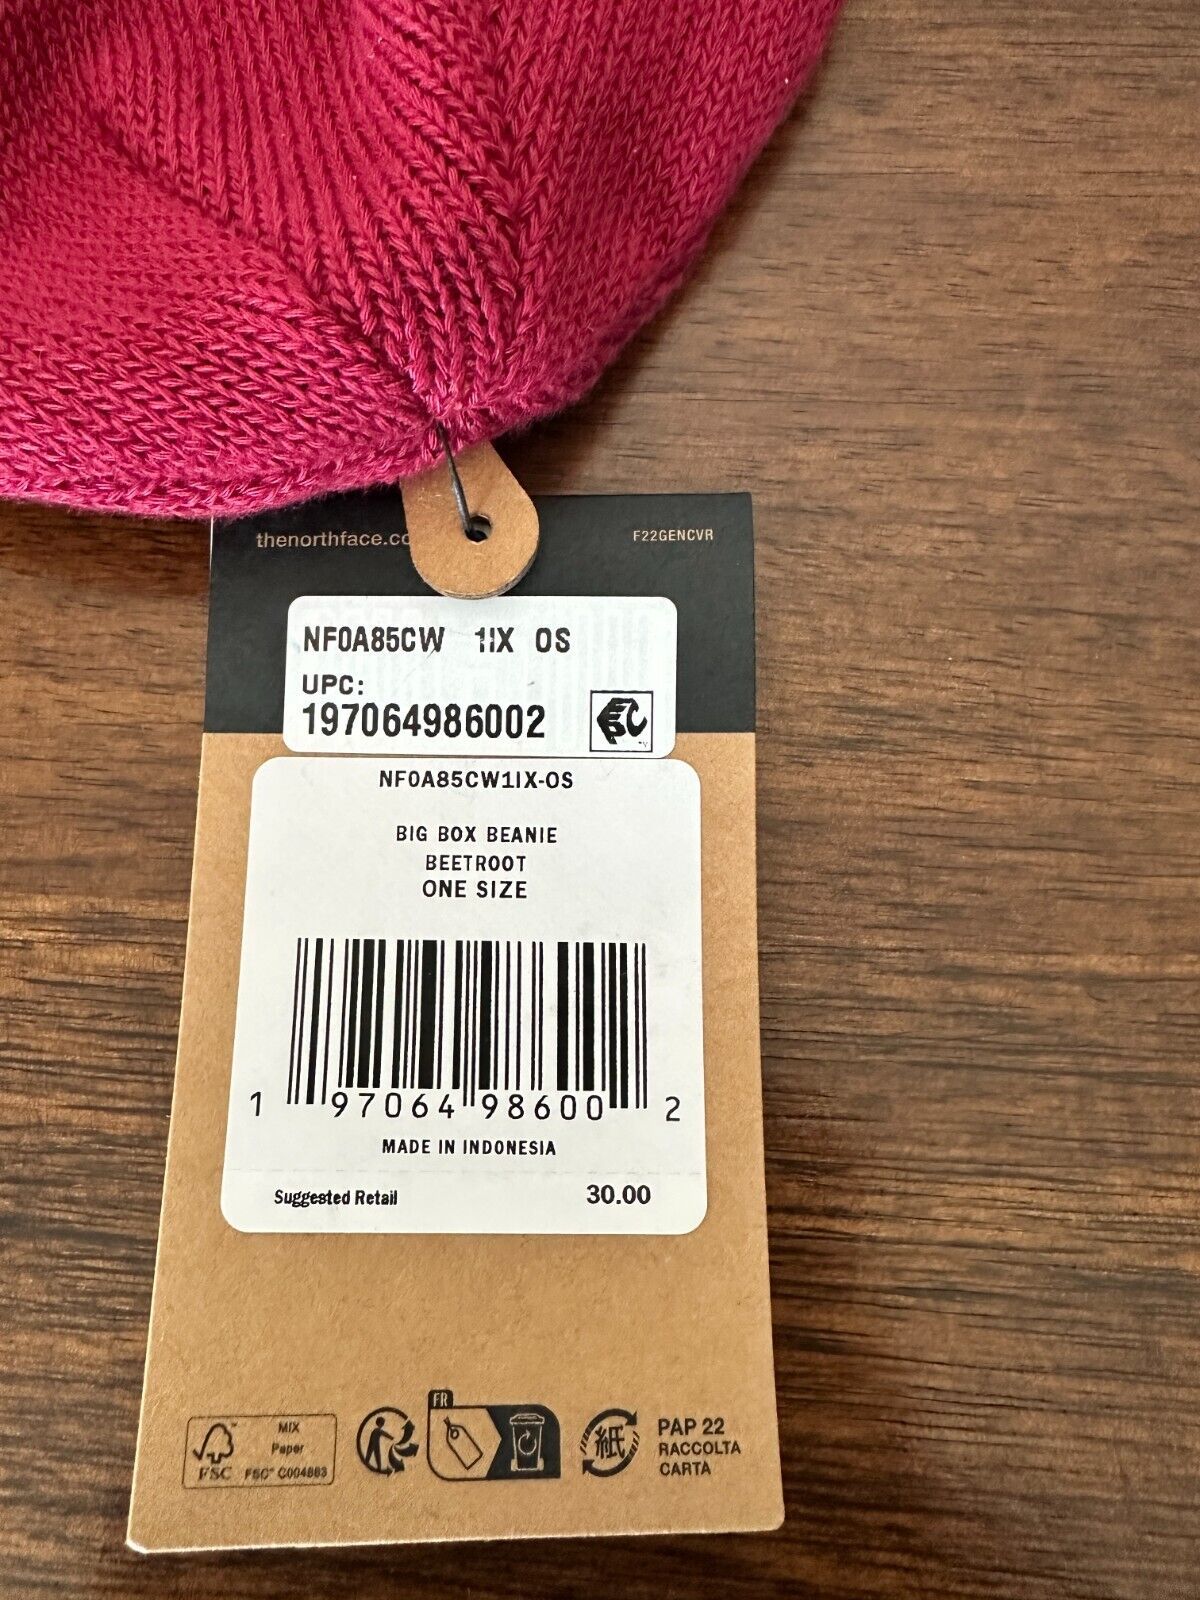 thenorthface.co
F22GENCVR
NF0A85CW 1IX OS
UPC:
197064986002
NF0A85CW1IX-OS
BIG BOX BEANIE
BEETROOT
ONE SIZE
1 97064 98600 2
MADE IN INDONESIA
Suggested Retail 30.00
FSC
MIX
Paper
FSC® C004863
FR
紙
PAP 22
RACCOLTA
CARTA